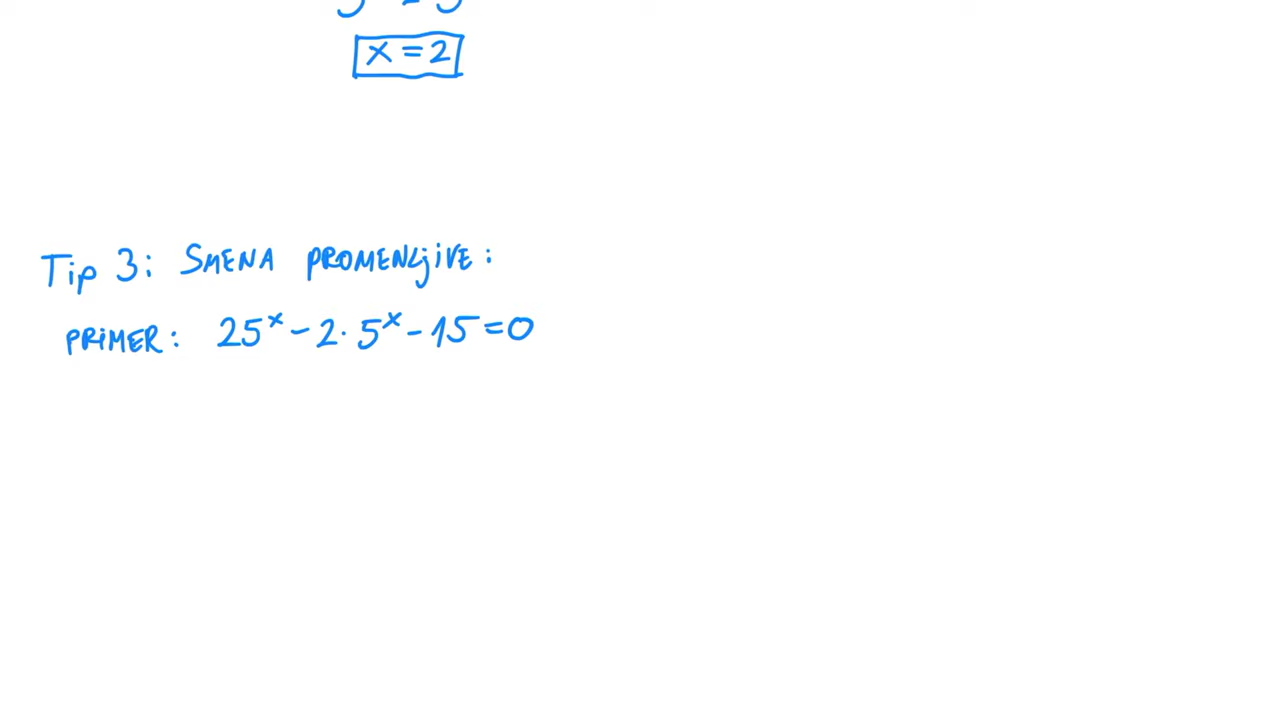 x = 2
Tip 3: SMENA PROMENLjIVE:
PRIMER: 25^x − 2 · 5^x − 15 = 0